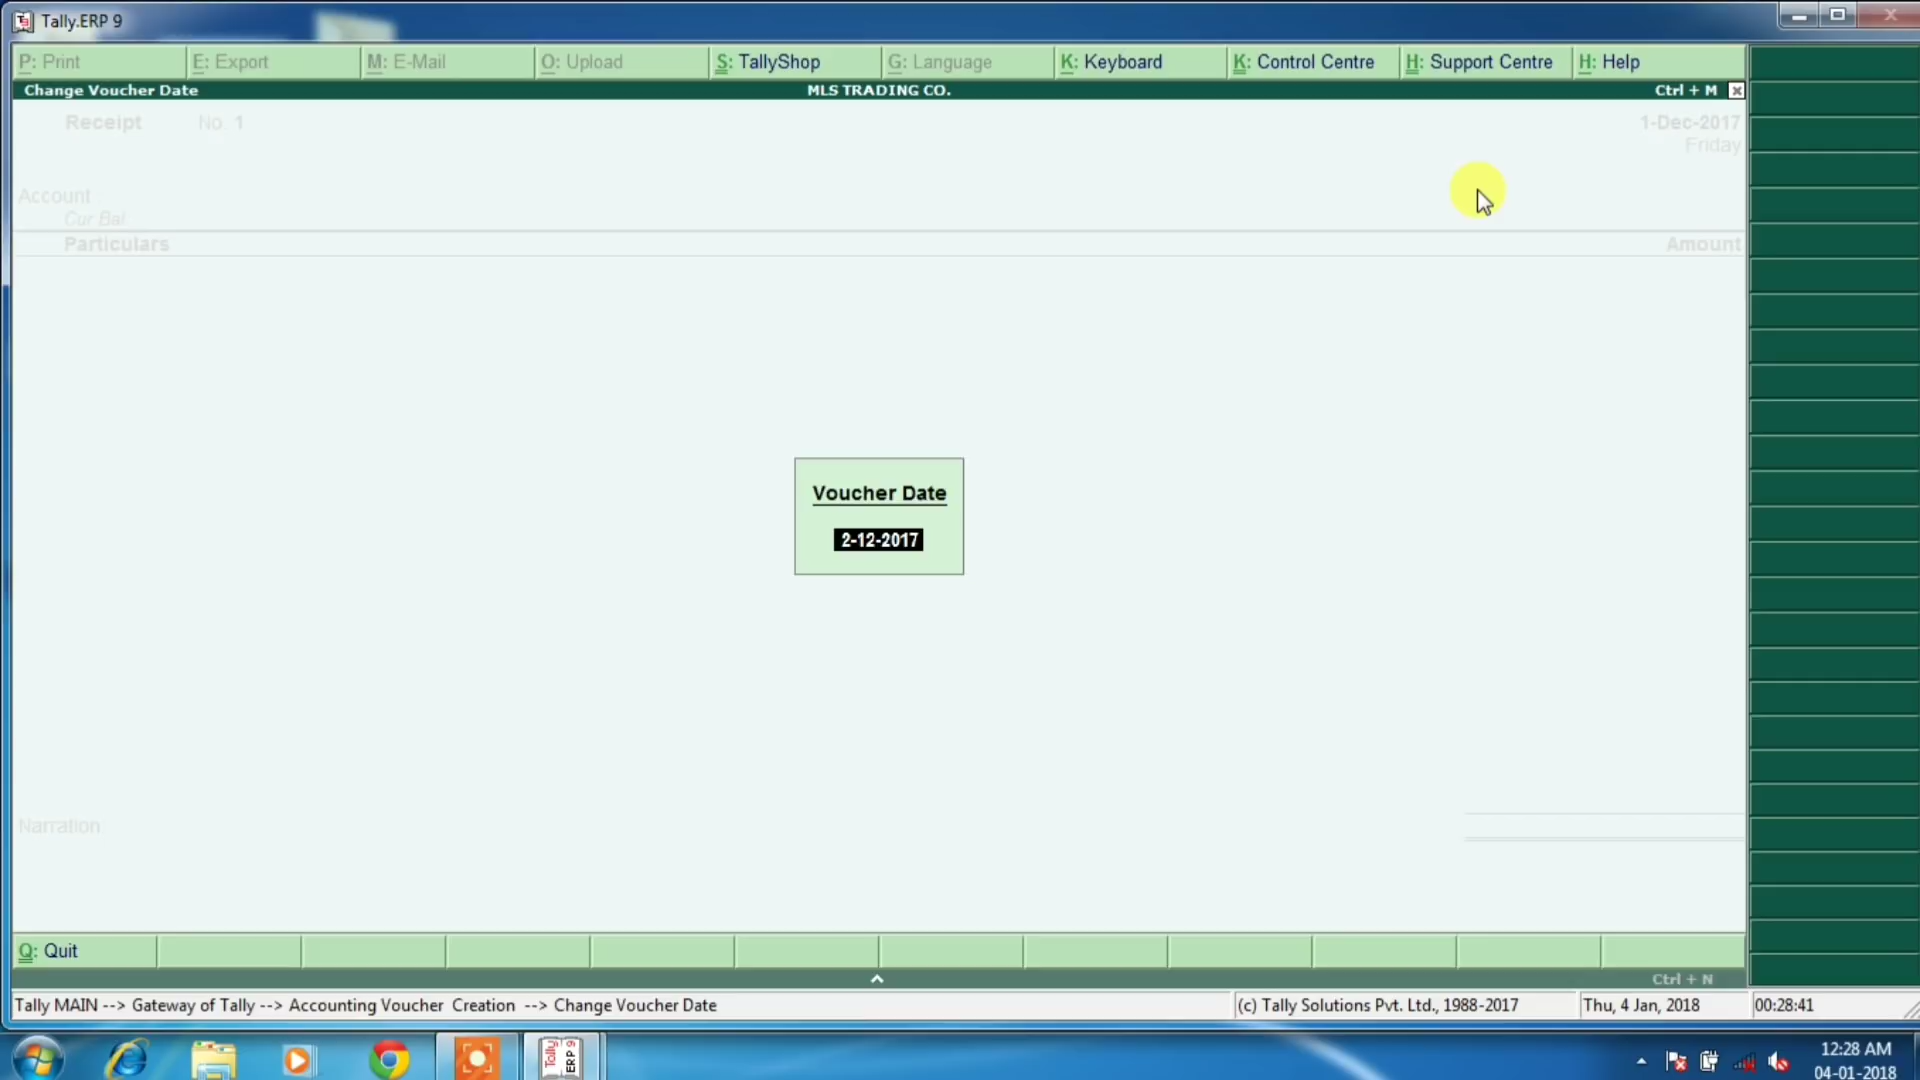 Tally.ERP 9
P: Print E: Export M: E-Mail O: Upload S: TallyShop G: Language K: Keyboard K: Control Centre H: Support Centre H: Help
Change Voucher Date MLS TRADING CO. Ctrl + M
Receipt No. 1 1-Dec-2017
Friday
Account :
Cur Bal:
Particulars Amount
Voucher Date
2-12-2017
Narration
Q: Quit
Ctrl + N
Tally MAIN --> Gateway of Tally --> Accounting Voucher Creation --> Change Voucher Date (c) Tally Solutions Pvt. Ltd., 1988-2017 Thu, 4 Jan, 2018 00:28:41
Tally
ERP 9
12:28 AM
04-01-2018